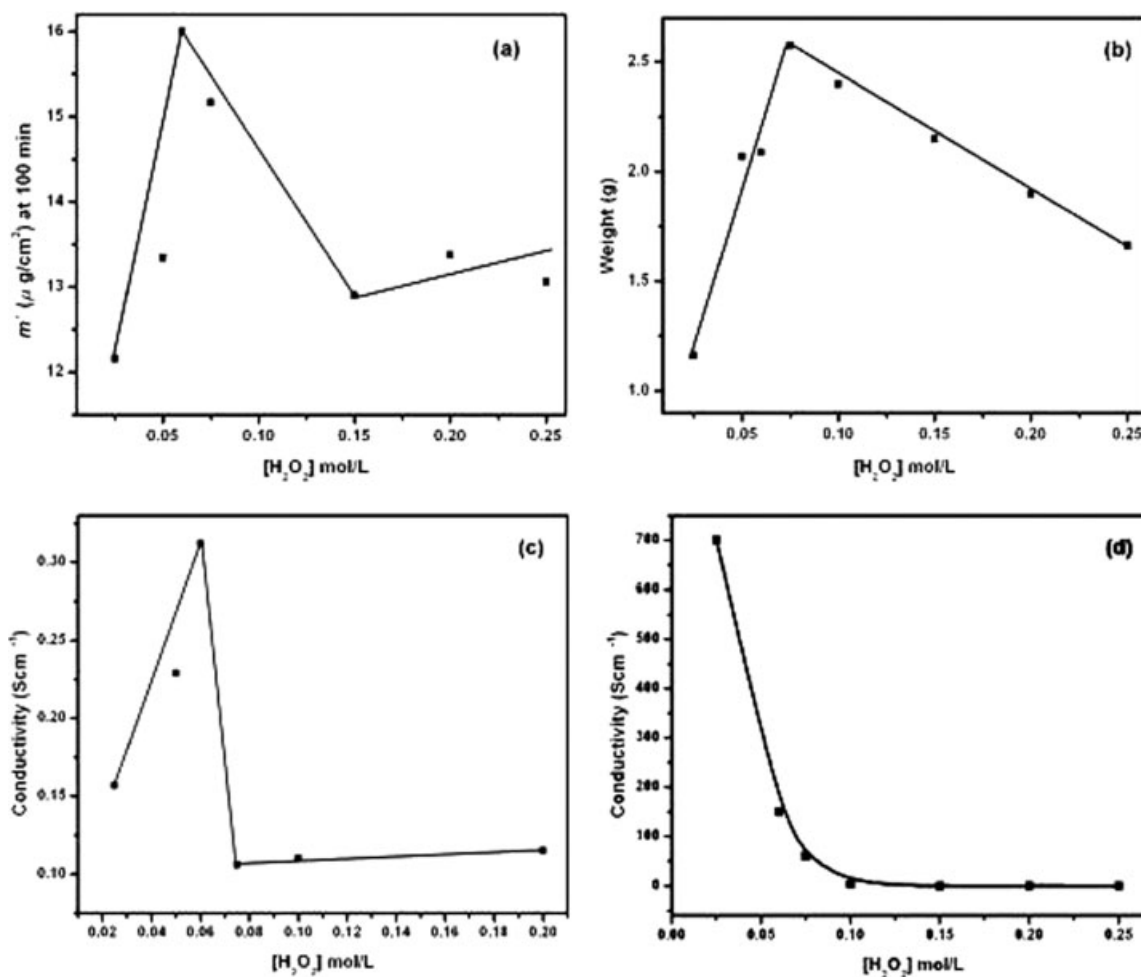 (a)
m˙ (μ g/cm²) at 100 min
16
15
14
13
12
0.05 0.10 0.15 0.20 0.25
[H₂O₂] mol/L
(b)
Weight (g)
2.5
2.0
1.5
1.0
0.05 0.10 0.15 0.20 0.25
[H₂O₂] mol/L
(c)
Conductivity (Scm⁻¹)
0.30
0.25
0.20
0.15
0.10
0.02 0.04 0.06 0.08 0.10 0.12 0.14 0.16 0.18 0.20
[H₂O₂] mol/L
(d)
Conductivity (Scm⁻¹)
700
600
500
400
300
200
100
0
0.00 0.05 0.10 0.15 0.20 0.25
[H₂O₂] mol/L